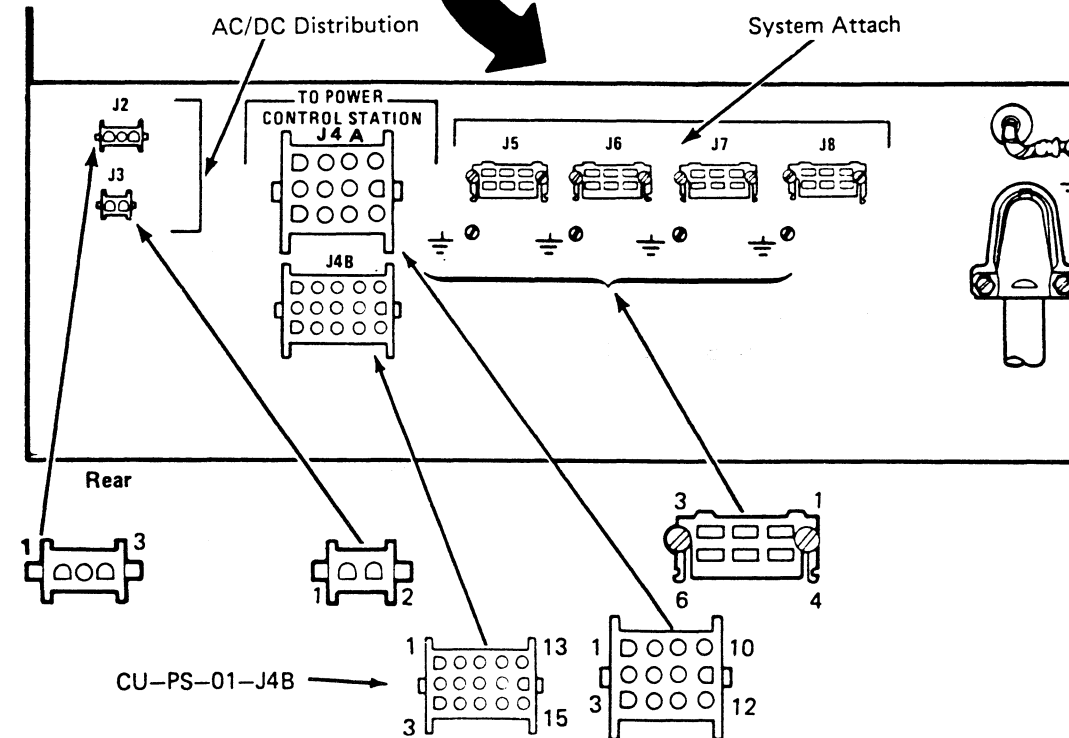 AC/DC Distribution
System Attach
J2
J3
TO POWER
CONTROL STATION
J4 A
J4B
J5
J6
J7
J8
Rear
1
3
1
2
3
1
6
4
CU-PS-01-J4B
1
13
3
15
1
10
3
12